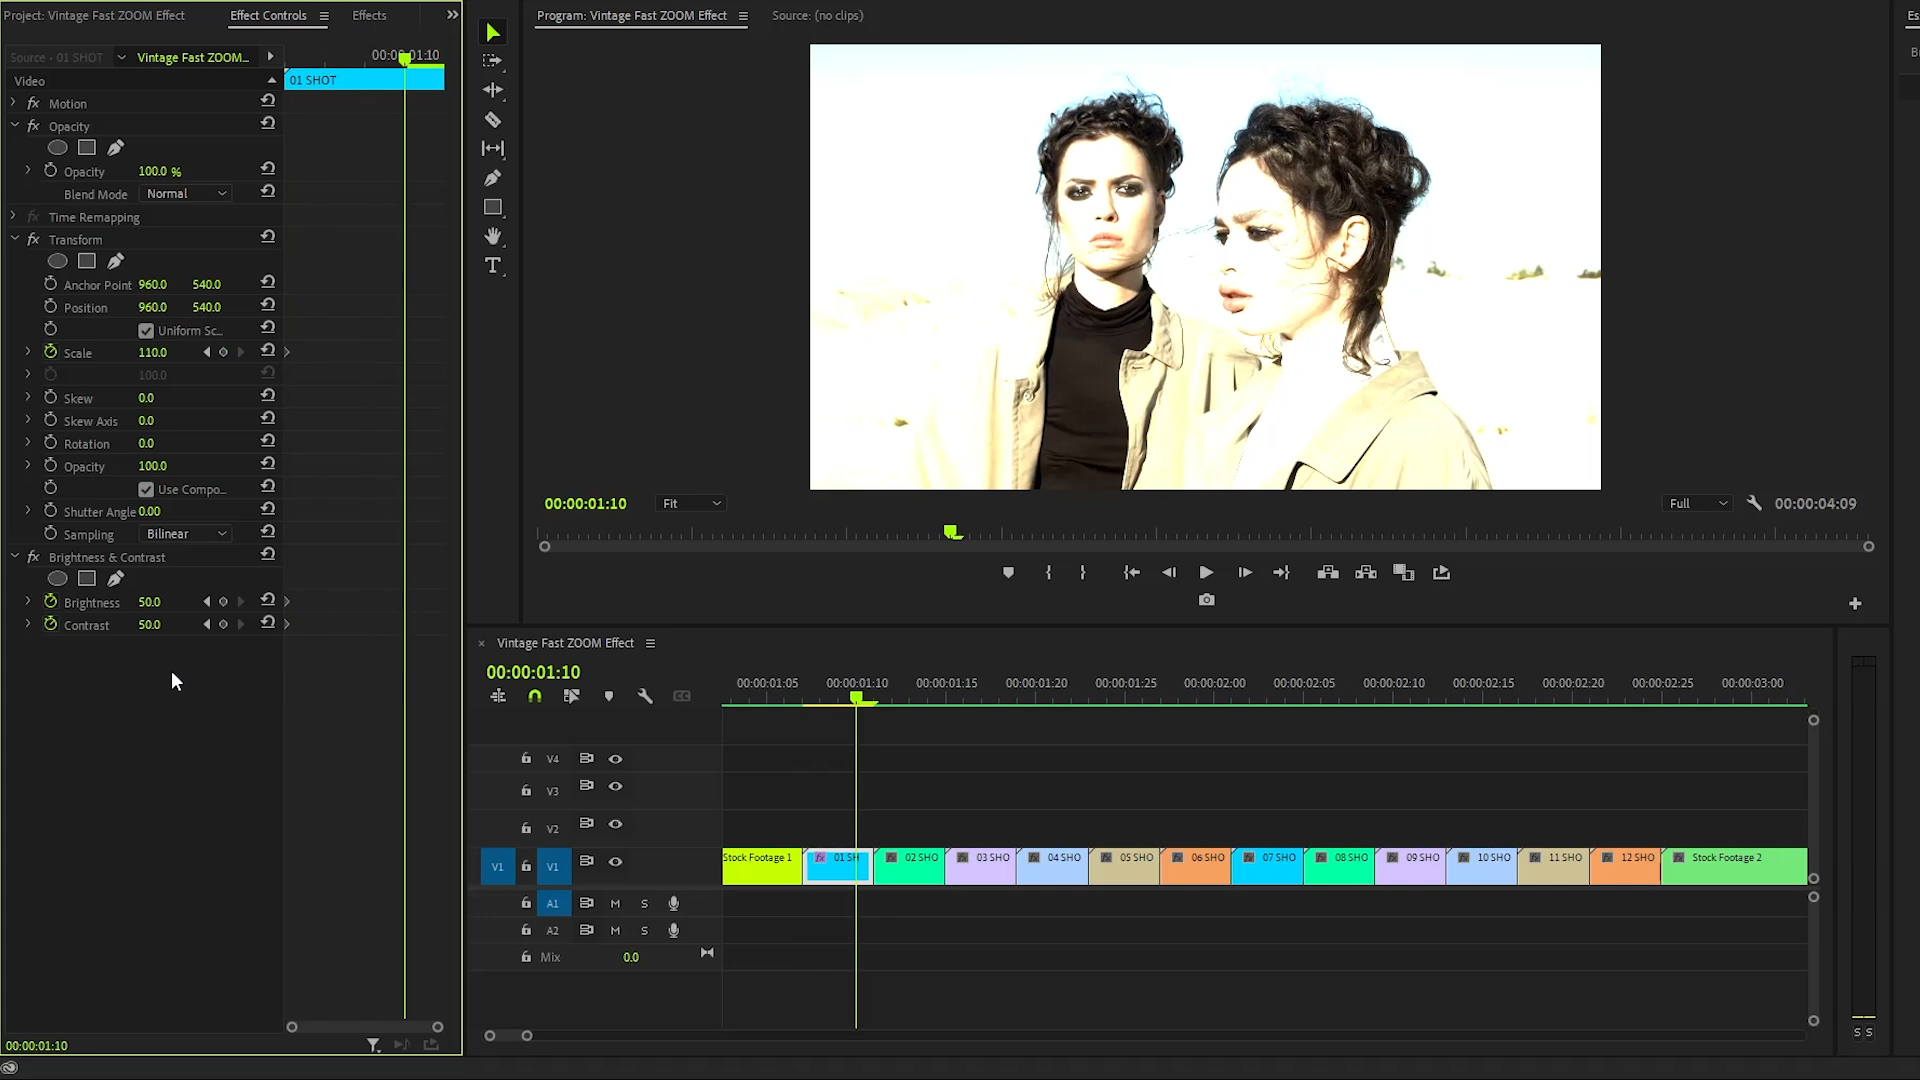 Project: Vintage Fast ZOOM Effect
Effect Controls
Effects
Program: Vintage Fast ZOOM Effect
Source: (no clips)
Source · 01 SHOT
Vintage Fast ZOOM...
Video
01 SHOT
fx Motion
fx Opacity
Opacity 100.0 %
Blend Mode Normal
fx Time Remapping
fx Transform
Anchor Point 960.0 540.0
Position 960.0 540.0
Uniform Sc...
Scale 110.0
100.0
Skew 0.0
Skew Axis 0.0
Rotation 0.0
Opacity 100.0
Use Compo...
Shutter Angle 0.00
Sampling Bilinear
fx Brightness & Contrast
Brightness 50.0
Contrast 50.0
00:00:01:10
00:00:01:10
Fit
Full
00:00:04:09
Vintage Fast ZOOM Effect
00:00:01:10
00:00:01:05
00:00:01:10
00:00:01:15
00:00:01:20
00:00:01:25
00:00:02:00
00:00:02:05
00:00:02:10
00:00:02:15
00:00:02:20
00:00:02:25
00:00:03:00
V4
V3
V2
V1 V1
Stock Footage 1
01 SH
02 SHO
03 SHO
04 SHO
05 SHO
06 SHO
07 SHO
08 SHO
09 SHO
10 SHO
11 SHO
12 SHO
Stock Footage 2
A1 M S
A2 M S
Mix 0.0
S S